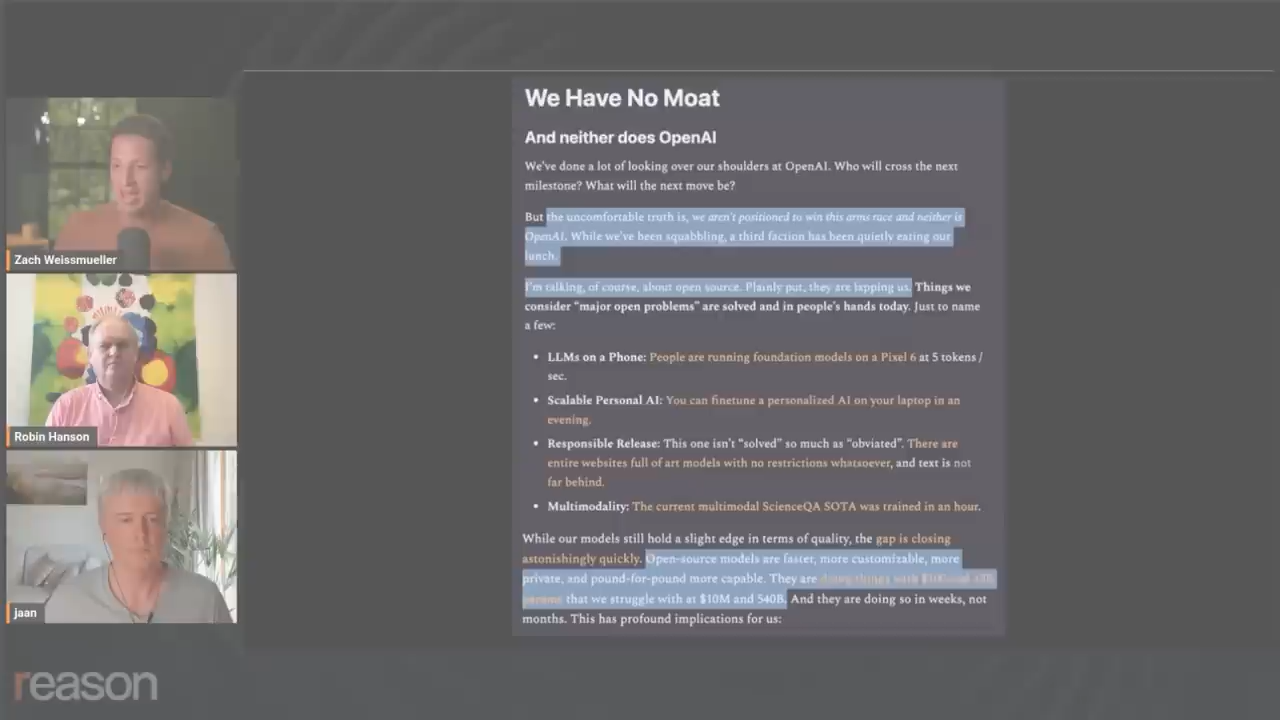 We Have No Moat
And neither does OpenAI
We've done a lot of looking over our shoulders at OpenAI. Who will cross the next
milestone? What will the next move be?
But the uncomfortable truth is, we aren't positioned to win this arms race and neither is
OpenAI. While we've been squabbling, a third faction has been quietly eating our
lunch.
I'm talking, of course, about open source. Plainly put, they are lapping us. Things we
consider “major open problems” are solved and in people's hands today. Just to name
a few:
• LLMs on a Phone: People are running foundation models on a Pixel 6 at 5 tokens /
sec.
• Scalable Personal AI: You can finetune a personalized AI on your laptop in an
evening.
• Responsible Release: This one isn't “solved” so much as “obviated”. There are
entire websites full of art models with no restrictions whatsoever, and text is not
far behind.
• Multimodality: The current multimodal ScienceQA SOTA was trained in an hour.
While our models still hold a slight edge in terms of quality, the gap is closing
astonishingly quickly. Open-source models are faster, more customizable, more
private, and pound-for-pound more capable. They are doing things with
that we struggle with at $10M and 540B. And they are doing so in weeks, not
months. This has profound implications for us:
Zach Weissmueller
Robin Hanson
jaan
reason